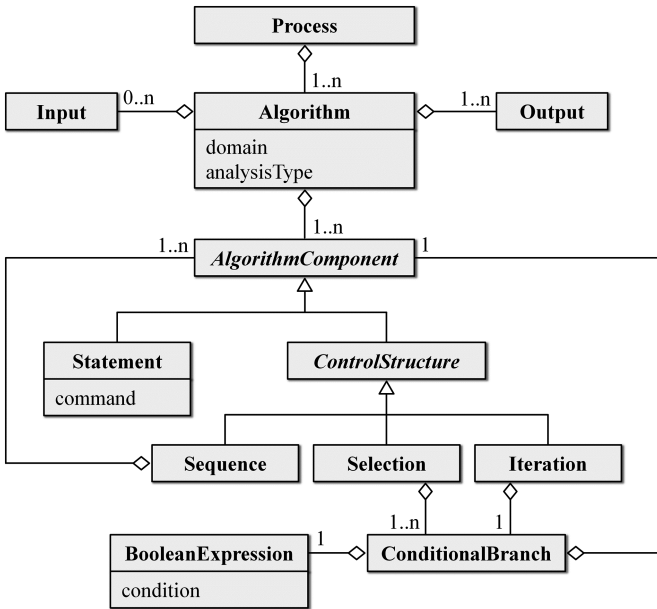 Process
1..n
Input
0..n
Algorithm
1..n
Output
domain
analysisType
1..n
1..n
AlgorithmComponent
1
Statement
command
ControlStructure
Sequence
Selection
Iteration
1..n
1
BooleanExpression
1
ConditionalBranch
condition